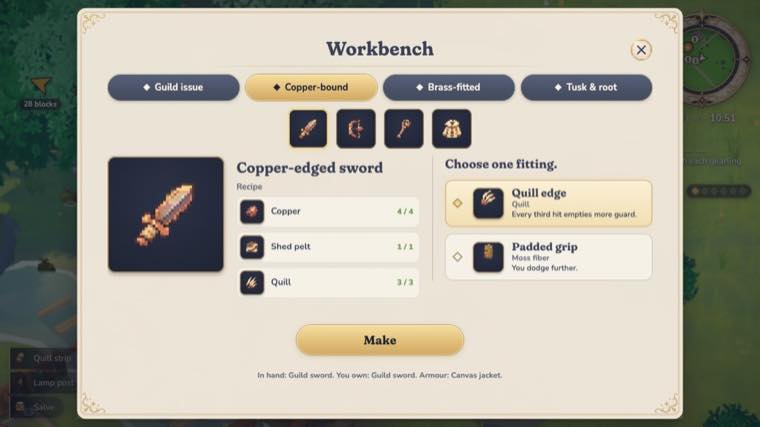 Workbench
Guild issue
Copper-bound
Brass-fitted
Tusk & root
28 blocks
10:51
Copper-edged sword
Recipe
Copper 4/4
Shed pelt 1/1
Quill 3/3
Choose one fitting.
Quill edge
Quill
Every third hit empties more guard.
Padded grip
Moss fiber
You dodge further.
Make
In hand: Guild sword. You own: Guild sword. Armour: Canvas jacket.
Quill strip
Lamp post
Salve